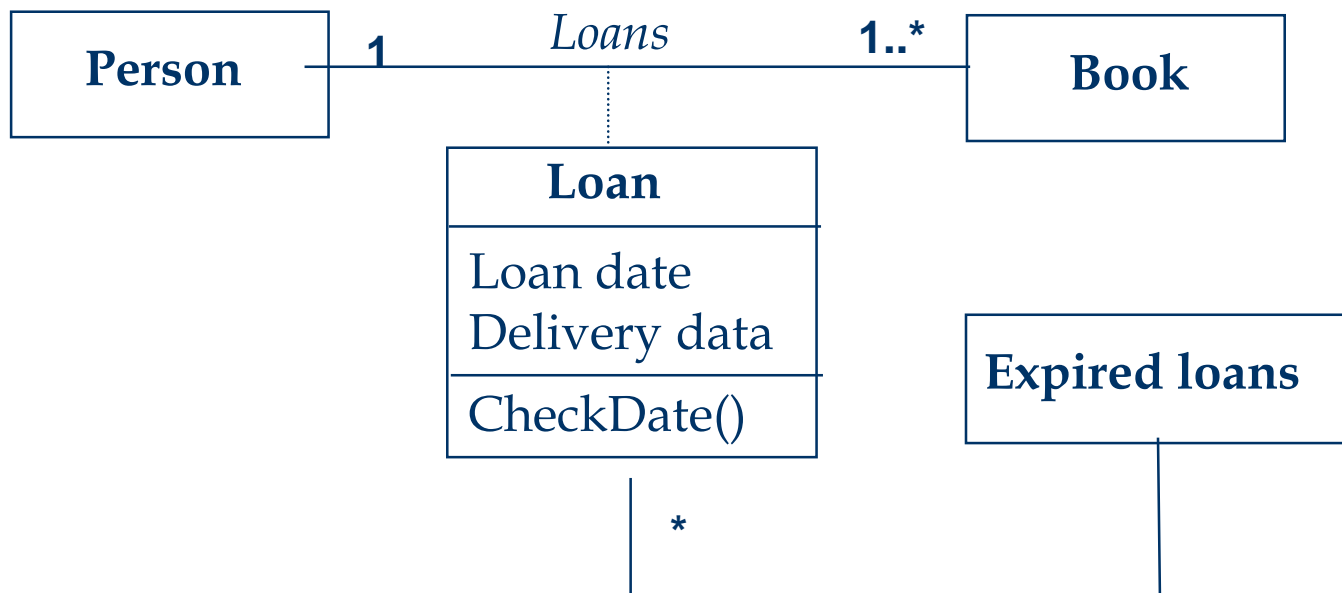 Person
1
Loans
1..*
Book
Loan
Loan date
Delivery data
CheckDate()
Expired loans
*